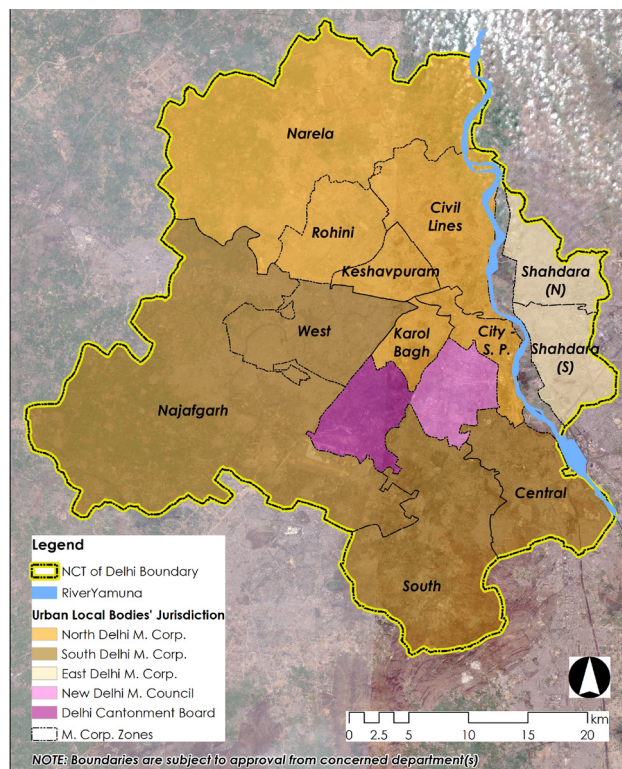 Narela
Rohini
Civil
Lines
Keshavpuram
Shahdara
(N)
West
Karol
Bagh
City -
S. P.
Shahdara
(S)
Najafgarh
Central
South
Legend
NCT of Delhi Boundary
RiverYamuna
Urban Local Bodies' Jurisdiction
North Delhi M. Corp.
South Delhi M. Corp.
East Delhi M. Corp.
New Delhi M. Council
Delhi Cantonment Board
M. Corp. Zones
km
0 2.5 5 10 15 20
NOTE: Boundaries are subject to approval from concerned department(s)